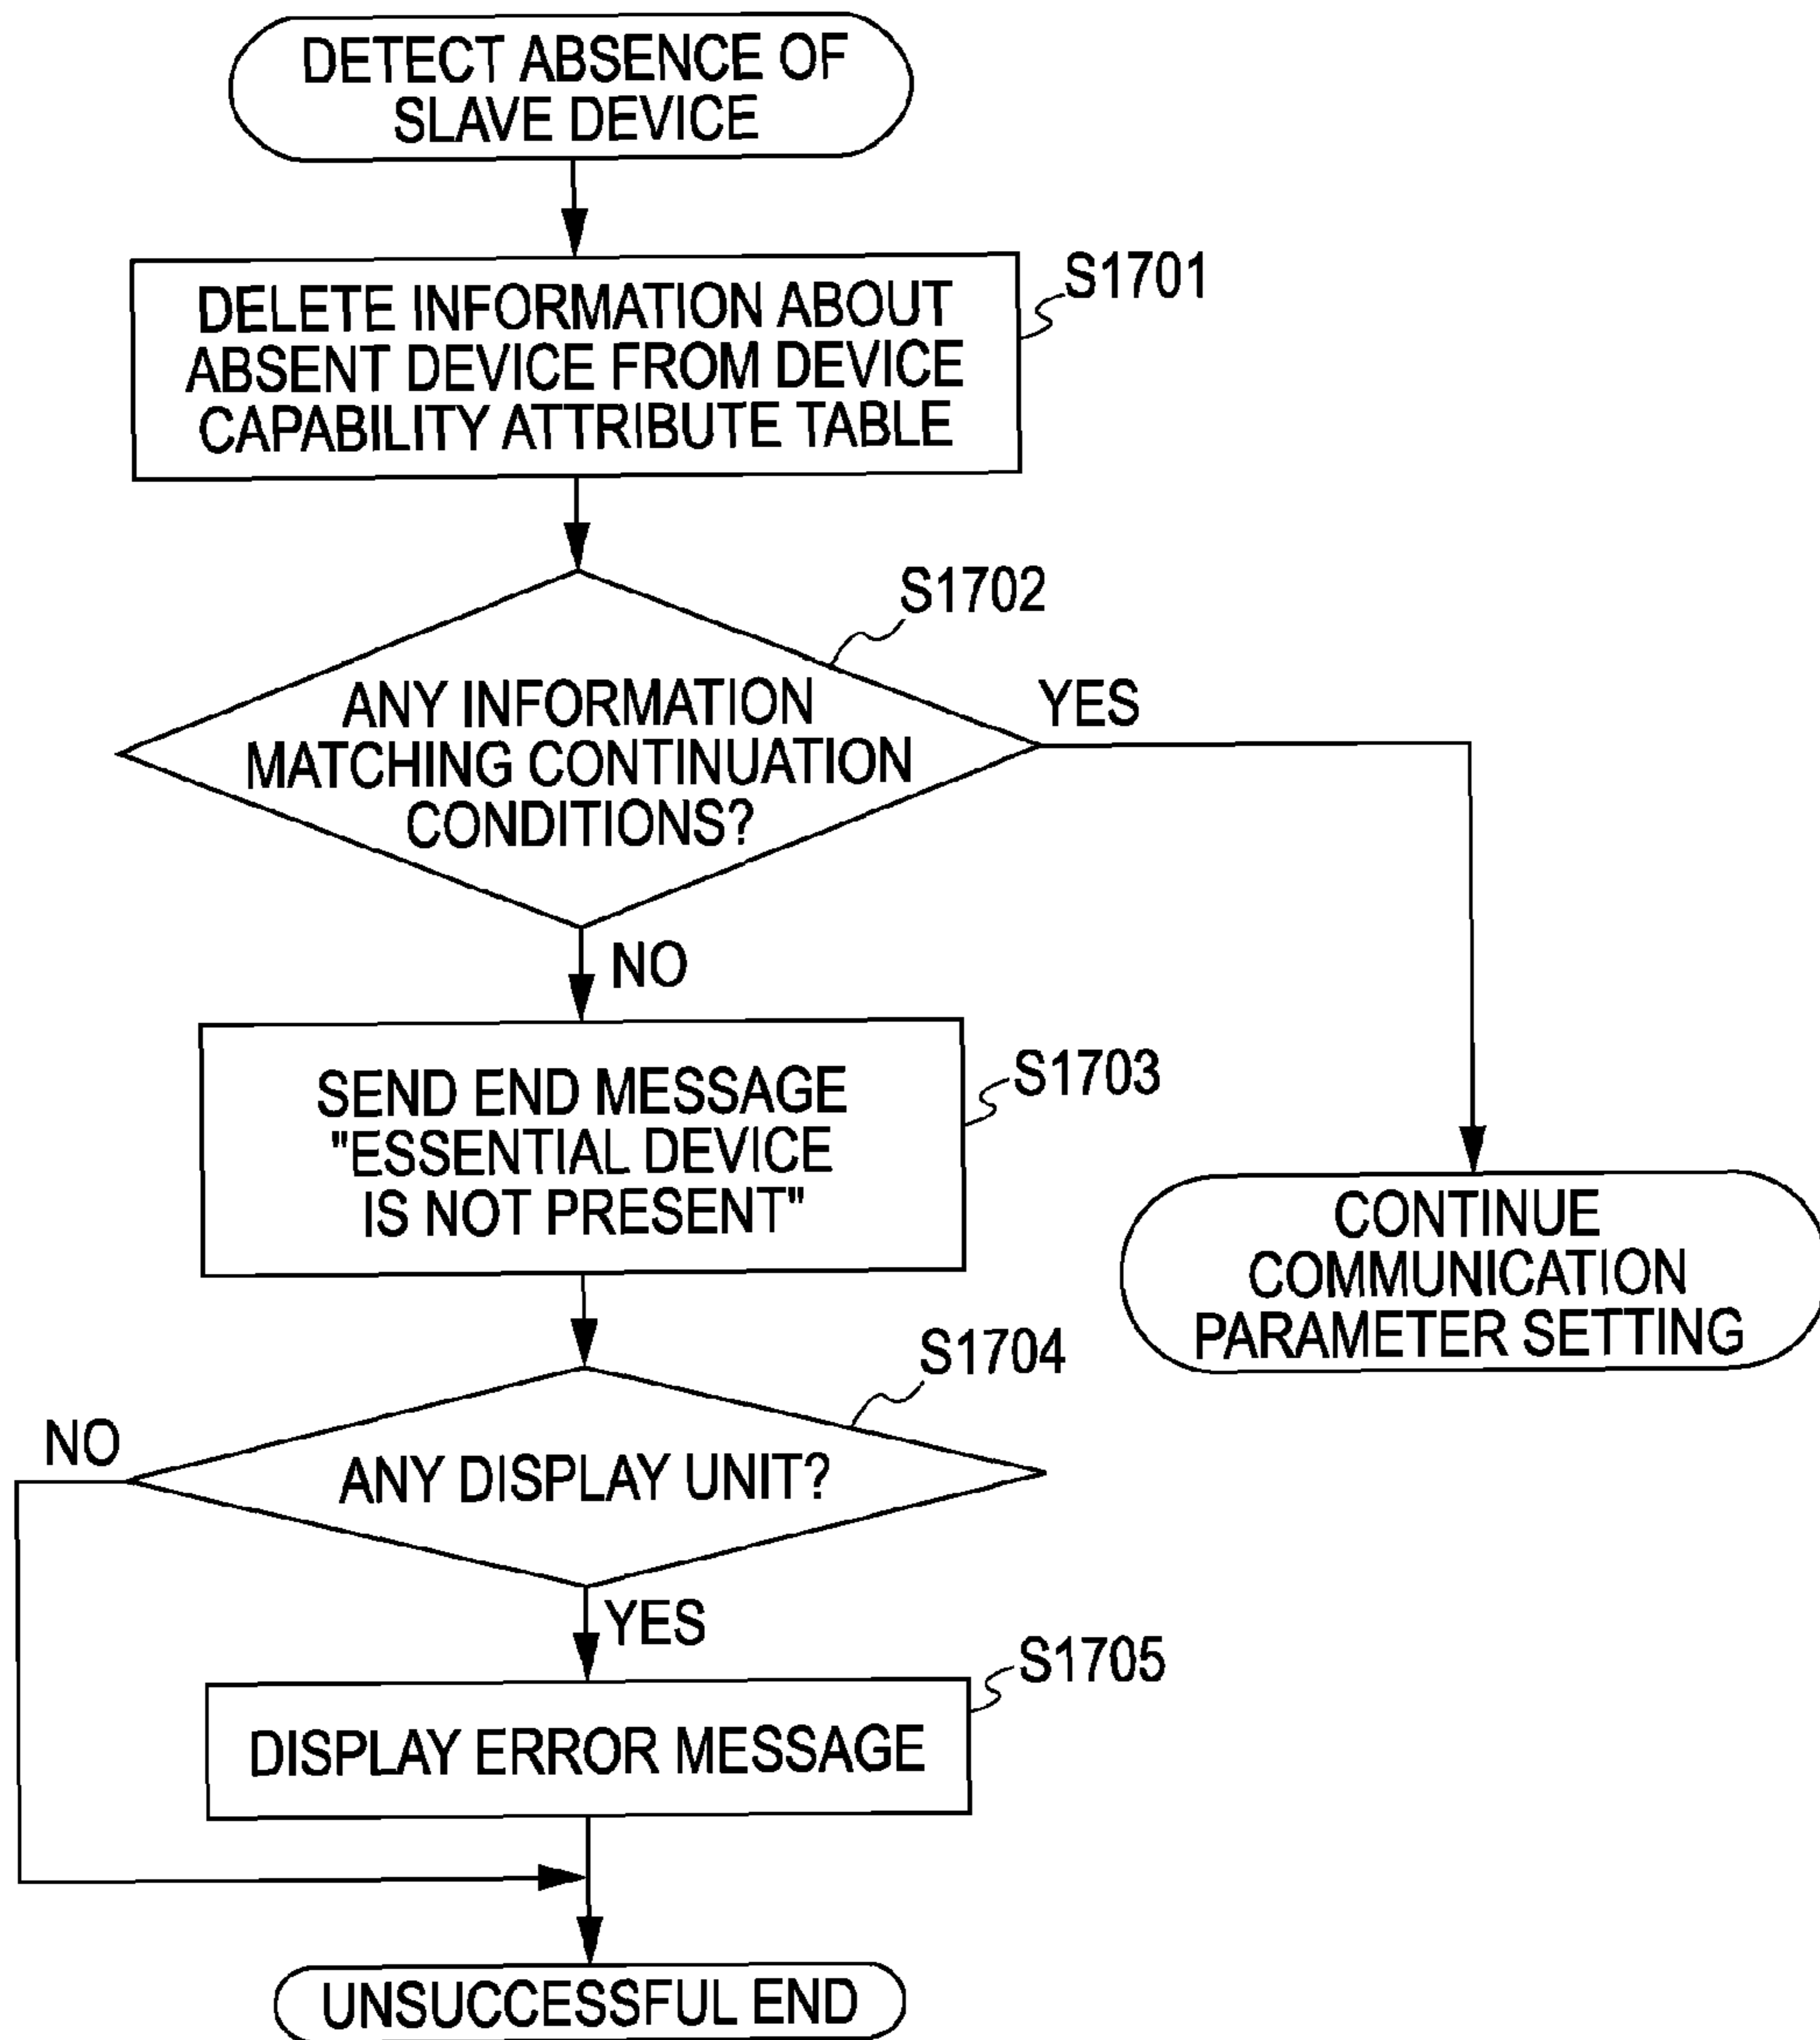 DETECT ABSENCE OF
SLAVE DEVICE
S1701
DELETE INFORMATION ABOUT
ABSENT DEVICE FROM DEVICE
CAPABILITY ATTRIBUTE TABLE
S1702
ANY INFORMATION
MATCHING CONTINUATION
CONDITIONS?
YES
NO
S1703
SEND END MESSAGE
"ESSENTIAL DEVICE
IS NOT PRESENT"
CONTINUE
COMMUNICATION
PARAMETER SETTING
S1704
NO
ANY DISPLAY UNIT?
YES
S1705
DISPLAY ERROR MESSAGE
UNSUCCESSFUL END